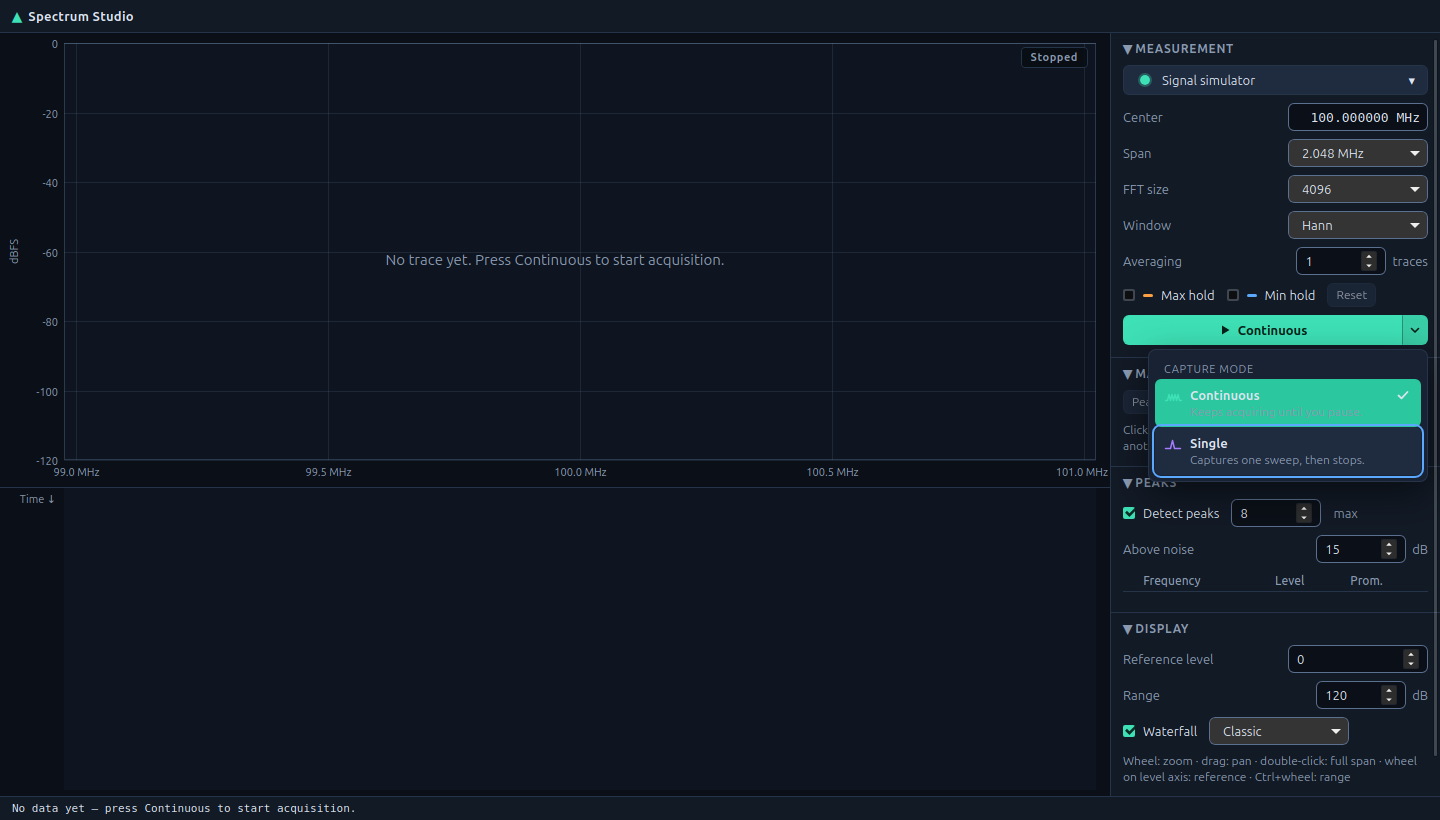 Spectrum Studio
0
-20
-40
-60
-80
-100
-120
dBFS
Stopped
No trace yet. Press Continuous to start acquisition.
99.0 MHz
99.5 MHz
100.0 MHz
100.5 MHz
101.0 MHz
Time ↓
▼ MEASUREMENT
Signal simulator ▾
Center 100.000000 MHz
Span 2.048 MHz
FFT size 4096
Window Hann
Averaging 1 traces
Max hold Min hold Reset
Continuous
CAPTURE MODE
Continuous
Single
Captures one sweep, then stops.
Click
anot
▼ PEAKS
Detect peaks 8 max
Above noise 15 dB
Frequency Level Prom.
▼ DISPLAY
Reference level 0
Range 120 dB
Waterfall Classic
Wheel: zoom · drag: pan · double-click: full span · wheel
on level axis: reference · Ctrl+wheel: range
No data yet — press Continuous to start acquisition.